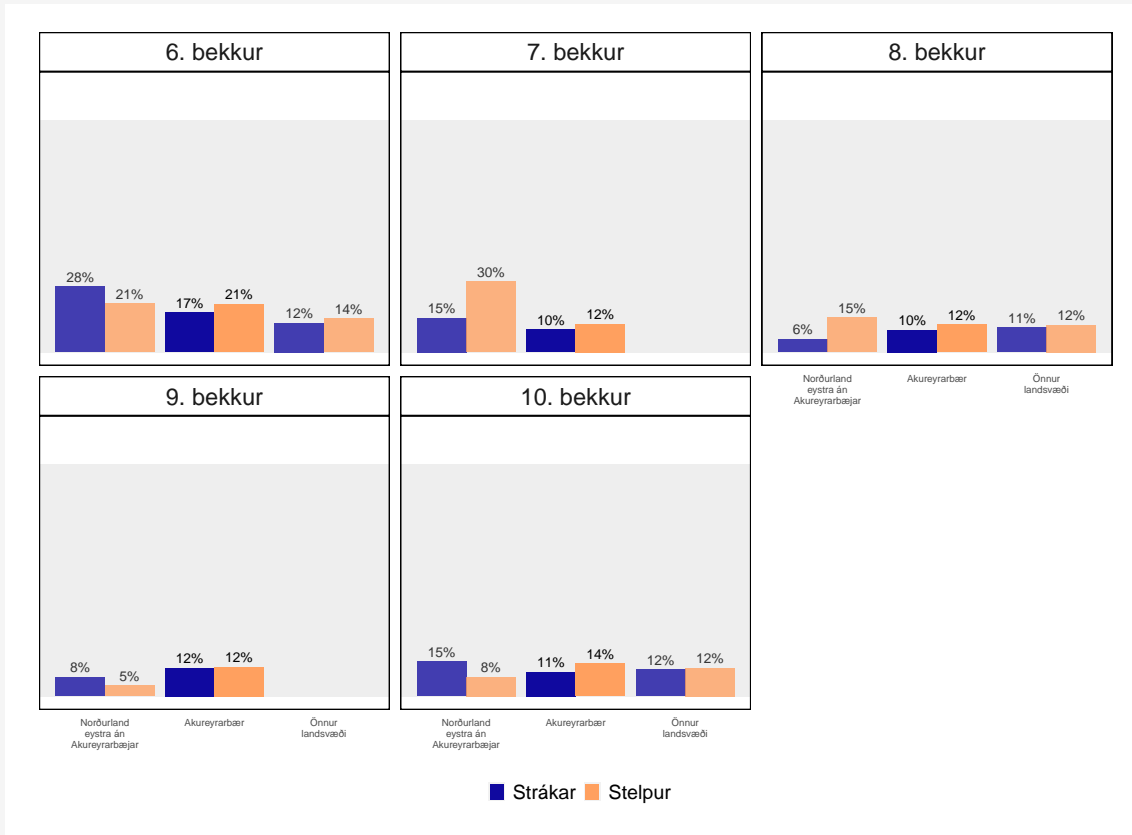 6. bekkur
28%
21%
17%
21%
12%
14%
7. bekkur
15%
30%
10%
12%
8. bekkur
6%
15%
10%
12%
11%
12%
Norðurland
eystra án
Akureyrarbæjar
Akureyrarbær
Önnur
landsvæði
9. bekkur
8%
5%
12%
12%
Norðurland
eystra án
Akureyrarbæjar
Akureyrarbær
Önnur
landsvæði
10. bekkur
15%
8%
11%
14%
12%
12%
Norðurland
eystra án
Akureyrarbæjar
Akureyrarbær
Önnur
landsvæði
Strákar Stelpur